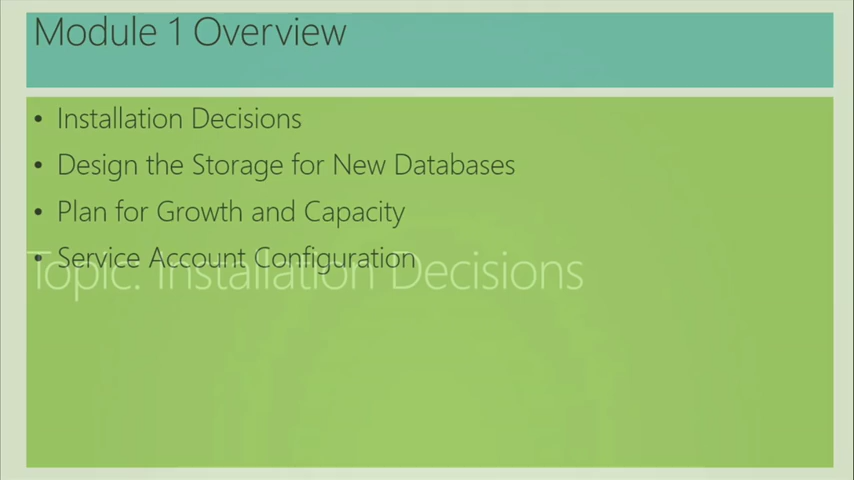 Module 1 Overview
• Installation Decisions
• Design the Storage for New Databases
• Plan for Growth and Capacity
• Service Account Configuration
Topic: Installation Decisions